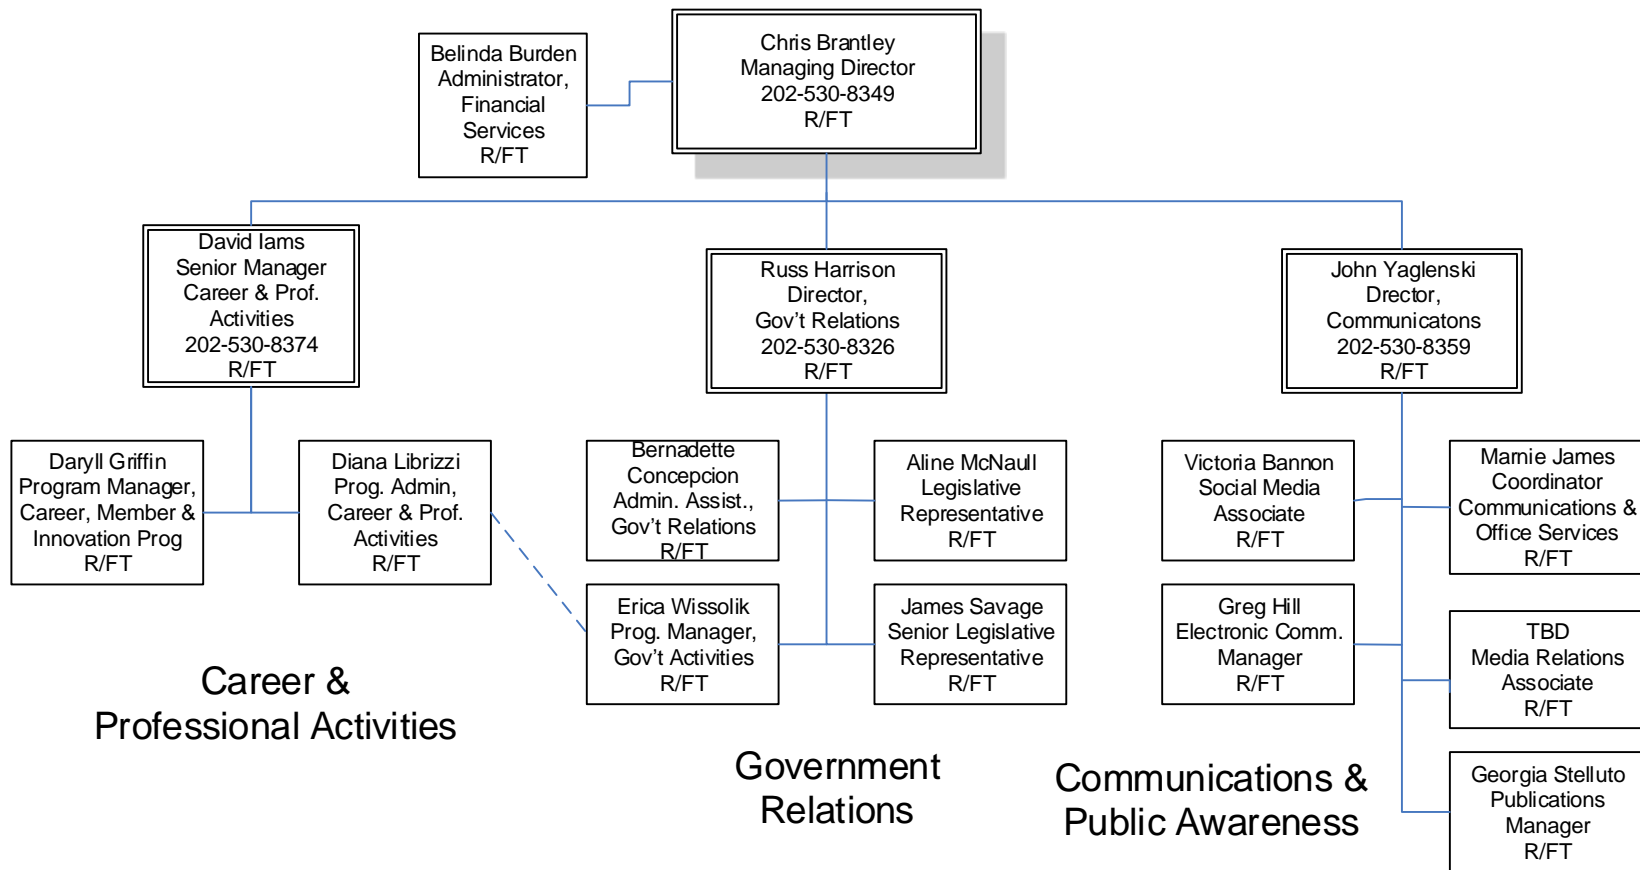 Belinda Burden
Administrator,
Financial
Services
R/FT
Chris Brantley
Managing Director
202-530-8349
R/FT
David Iams
Senior Manager
Career & Prof.
Activities
202-530-8374
R/FT
Russ Harrison
Director,
Gov’t Relations
202-530-8326
R/FT
John Yaglenski
Drector,
Communicatons
202-530-8359
R/FT
Daryll Griffin
Program Manager,
Career, Member &
Innovation Prog
R/FT
Diana Librizzi
Prog. Admin,
Career & Prof.
Activities
R/FT
Bernadette
Concepcion
Admin. Assist.,
Gov’t Relations
R/FT
Aline McNaull
Legislative
Representative
R/FT
Victoria Bannon
Social Media
Associate
R/FT
Marnie James
Coordinator
Communications &
Office Services
R/FT
Erica Wissolik
Prog. Manager,
Gov’t Activities
R/FT
James Savage
Senior Legislative
Representative
R/FT
Greg Hill
Electronic Comm.
Manager
R/FT
TBD
Media Relations
Associate
R/FT
Georgia Stelluto
Publications
Manager
R/FT
Career &
Professional Activities
Government
Relations
Communications &
Public Awareness